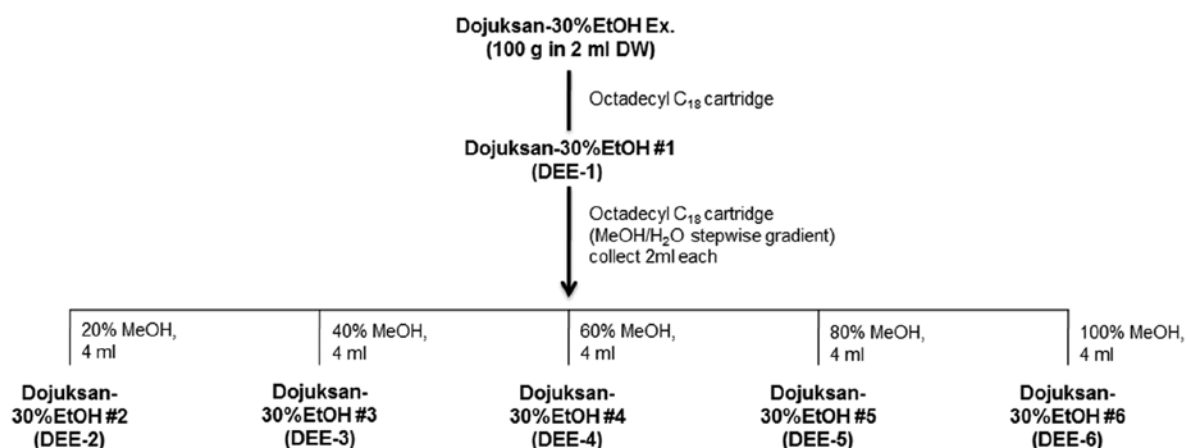 Dojuksan-30%EtOH Ex.
(100 g in 2 ml DW)
Octadecyl C₁₈ cartridge
Dojuksan-30%EtOH #1
(DEE-1)
Octadecyl C₁₈ cartridge
(MeOH/H₂O stepwise gradient)
collect 2ml each
20% MeOH,
4 ml
40% MeOH,
4 ml
60% MeOH,
4 ml
80% MeOH,
4 ml
100% MeOH,
4 ml
Dojuksan-
30%EtOH #2
(DEE-2)
Dojuksan-
30%EtOH #3
(DEE-3)
Dojuksan-
30%EtOH #4
(DEE-4)
Dojuksan-
30%EtOH #5
(DEE-5)
Dojuksan-
30%EtOH #6
(DEE-6)